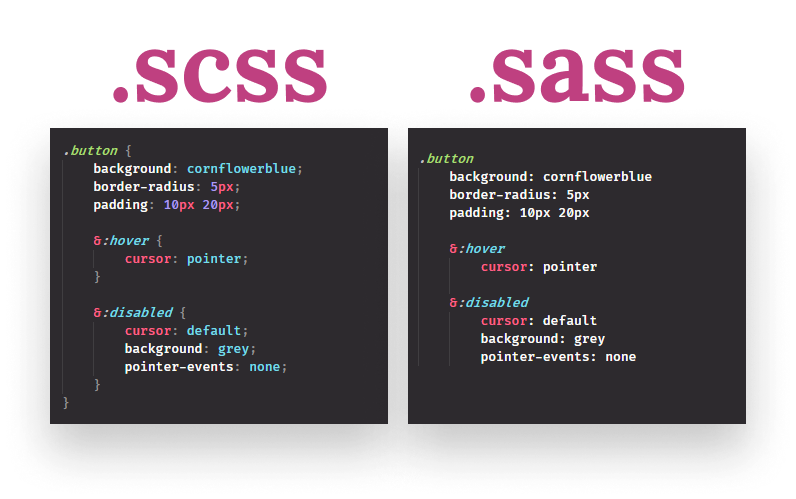 .scss
.button {
    background: cornflowerblue;
    border-radius: 5px;
    padding: 10px 20px;
    &:hover {
        cursor: pointer;
    }
    &:disabled {
        cursor: default;
        background: grey;
        pointer-events: none;
    }
}
.sass
.button
    background: cornflowerblue
    border-radius: 5px
    padding: 10px 20px
    &:hover
        cursor: pointer
    &:disabled
        cursor: default
        background: grey
        pointer-events: none